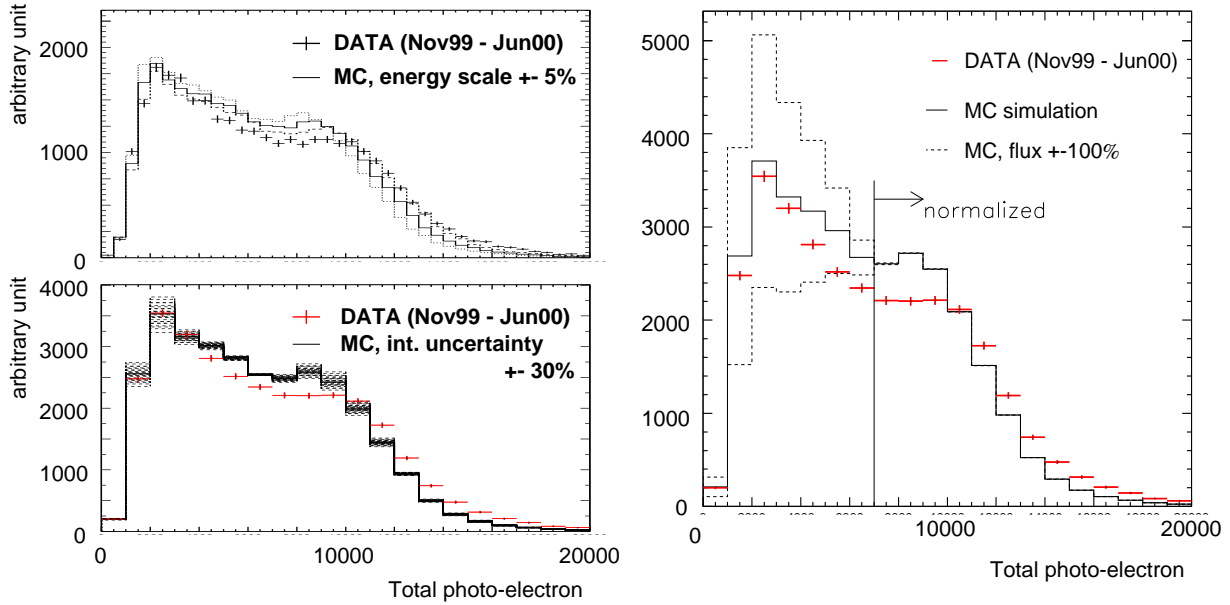 arbitrary unit
2000
1000
0
DATA (Nov99 - Jun00)
MC, energy scale +- 5%
arbitrary unit
4000
3000
2000
1000
0
DATA (Nov99 - Jun00)
MC, int. uncertainty
+- 30%
0
10000
20000
Total photo-electron
5000
4000
3000
2000
1000
0
DATA (Nov99 - Jun00)
MC simulation
MC, flux +-100%
normalized
0
10000
20000
Total photo-electron